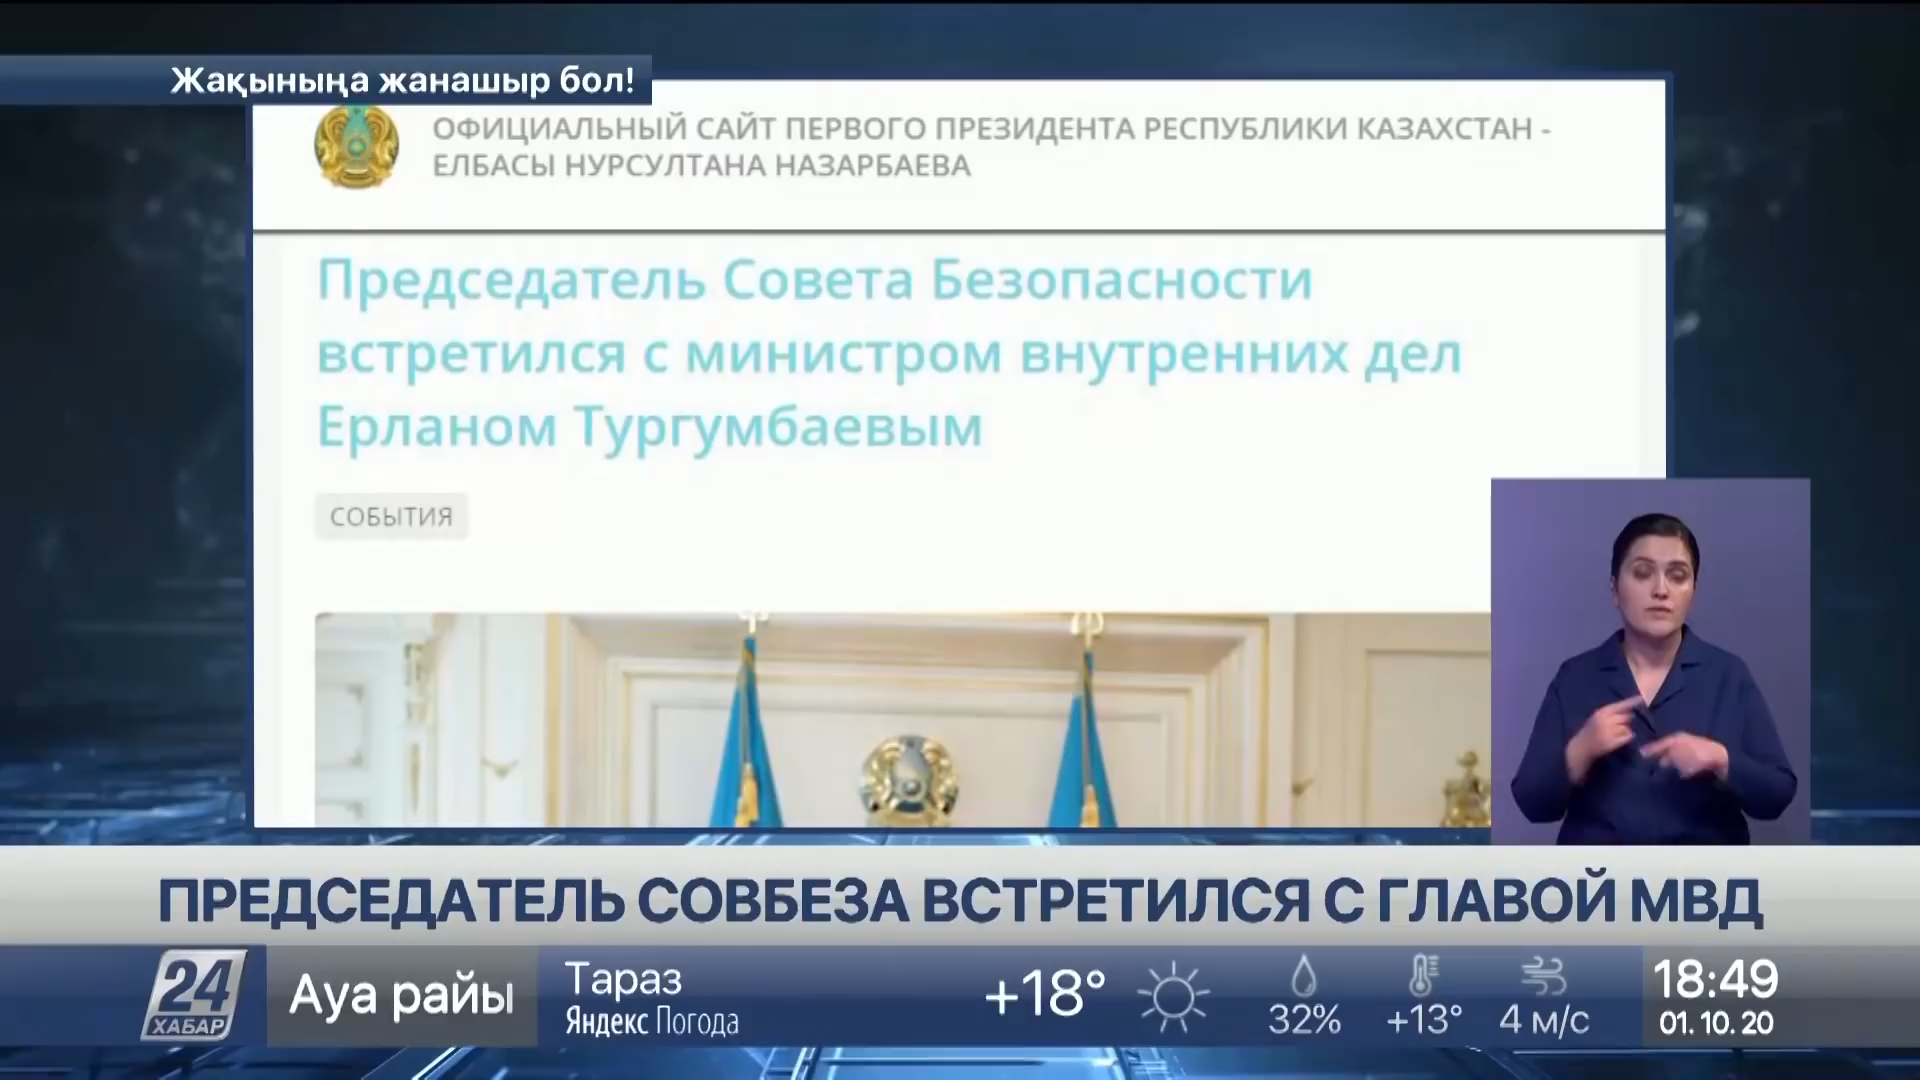 Жақыныңа жанашыр бол!
ОФИЦИАЛЬНЫЙ САЙТ ПЕРВОГО ПРЕЗИДЕНТА РЕСПУБЛИКИ КАЗАХСТАН -
ЕЛБАСЫ НУРСУЛТАНА НАЗАРБАЕВА
Председатель Совета Безопасности
встретился с министром внутренних дел
Ерланом Тургумбаевым
СОБЫТИЯ
ПРЕДСЕДАТЕЛЬ СОВБЕЗА ВСТРЕТИЛСЯ С ГЛАВОЙ МВД
24
ХАБАР
Ауа райы
Тараз
Яндекс Погода
+18°
32%
+13°
4 м/с
18:49
01. 10. 20